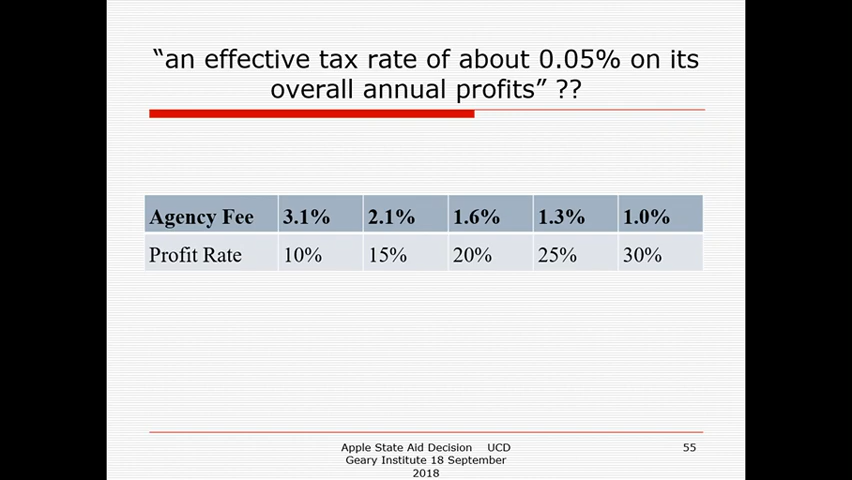 “an effective tax rate of about 0.05% on its
overall annual profits” ??
Agency Fee 3.1% 2.1% 1.6% 1.3% 1.0%
Profit Rate 10% 15% 20% 25% 30%
Apple State Aid Decision UCD
Geary Institute 18 September
2018
55